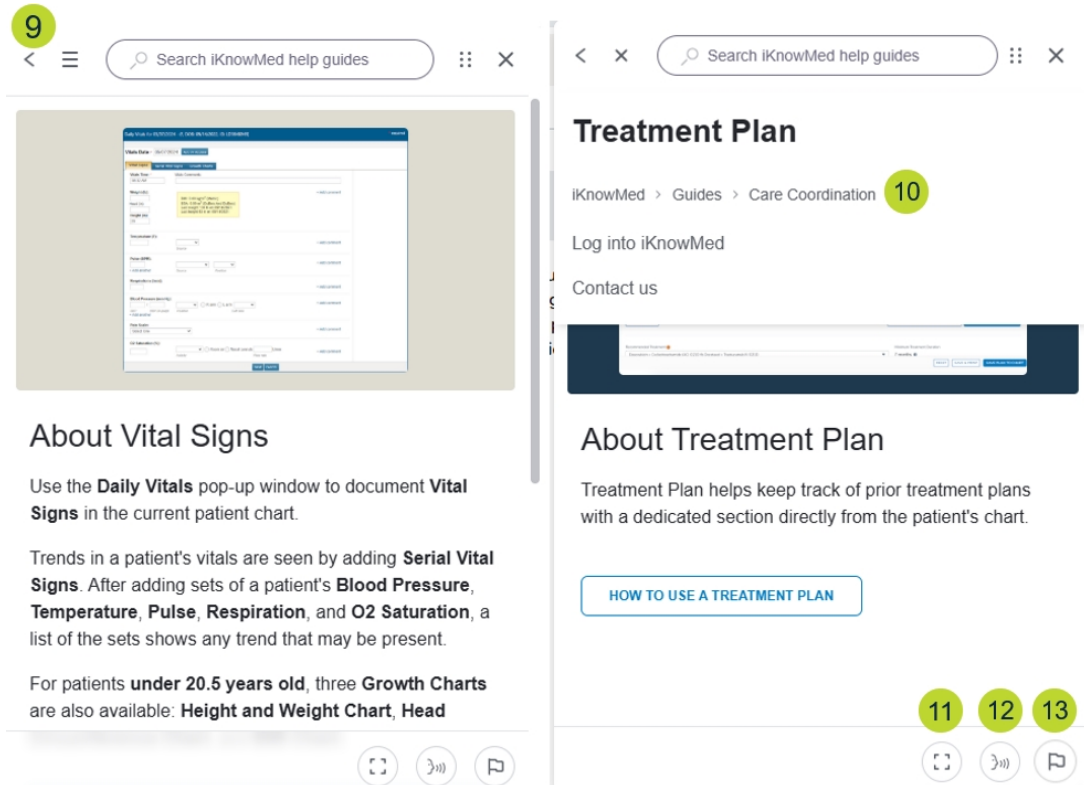 9
Search iKnowMed help guides
About Vital Signs
Use the Daily Vitals pop-up window to document Vital
Signs in the current patient chart.
Trends in a patient's vitals are seen by adding Serial Vital
Signs. After adding sets of a patient's Blood Pressure,
Temperature, Pulse, Respiration, and O2 Saturation, a
list of the sets shows any trend that may be present.
For patients under 20.5 years old, three Growth Charts
are also available: Height and Weight Chart, Head
Search iKnowMed help guides
Treatment Plan
iKnowMed > Guides > Care Coordination 10
Log into iKnowMed
Contact us
About Treatment Plan
Treatment Plan helps keep track of prior treatment plans
with a dedicated section directly from the patient's chart.
HOW TO USE A TREATMENT PLAN
11 12 13